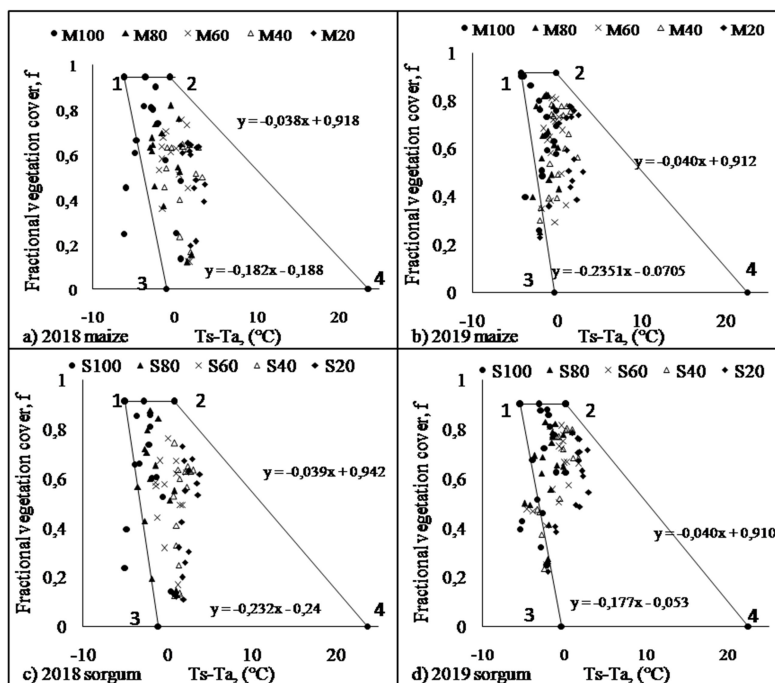 M100 M80 M60 M40 M20
Fractional vegetation cover, f
1
0,8
0,6
0,4
0,2
0
1
2
3
4
y=-0,038x + 0,918
y=-0,182x-0,188
-10 0 10 20
a) 2018 maize
Ts-Ta, (°C)
M100 M80 M60 M40 M20
Fractional vegetation cover, f
1
0,8
0,6
0,4
0,2
0
1
2
3
4
y=-0,040x + 0,912
y=-0.2351x-0.0705
-10 0 10 20
b) 2019 maize
Ts-Ta, (°C)
S100 S80 S60 S40 S20
Fractional vegetation cover, f
1
0,8
0,6
0,4
0,2
0
1
2
3
4
y=-0,039x + 0,942
y=-0,232x-0,24
-10 0 10 20
c) 2018 sorgum
Ts-Ta, (°C)
S100 S80 S60 S40 S20
Fractional vegetation cover, f
1
0,8
0,6
0,4
0,2
0
1
2
3
4
y=-0,040x + 0,910
y=-0,177x-0,053
-10 0 10 20
d) 2019 sorgum
Ts-Ta, (°C)